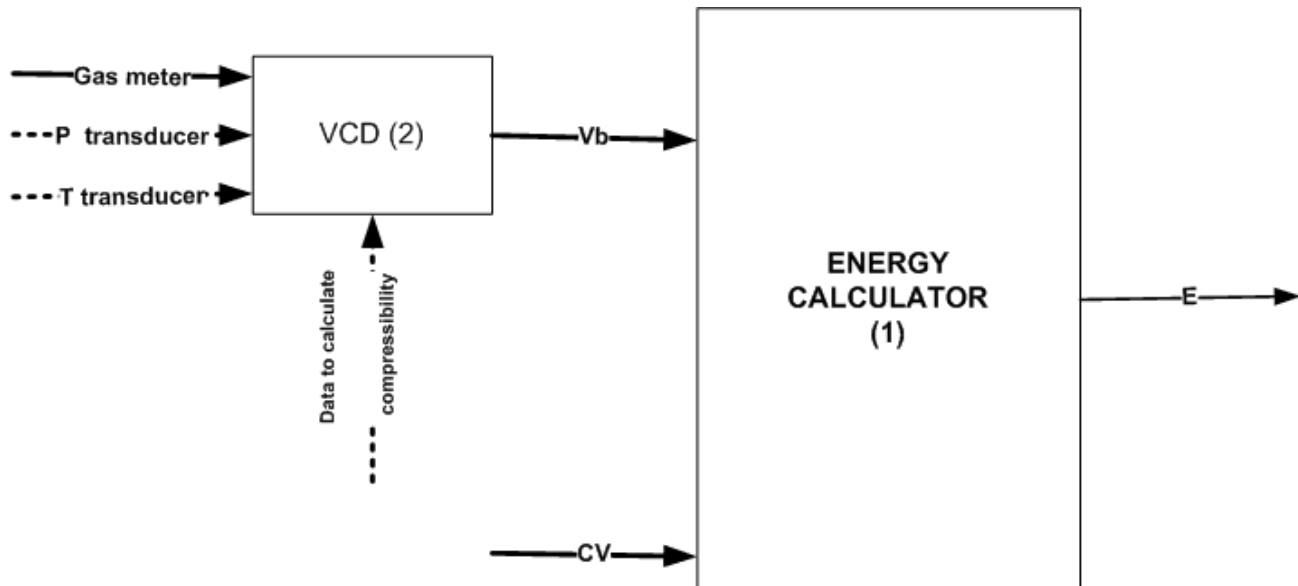 Gas meter
P transducer
T transducer
VCD (2)
Vb
Data to calculate
compressibility
CV
ENERGY
CALCULATOR
(1)
E